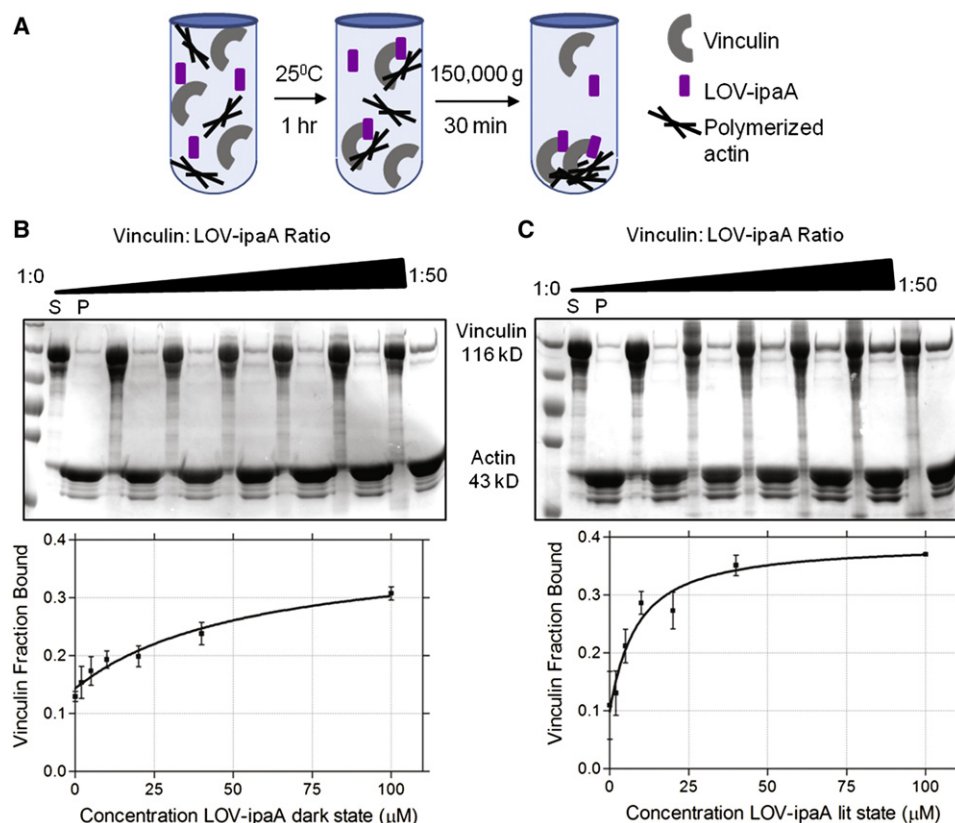 A
25⁰C
1 hr
150,000 g
30 min
Vinculin
LOV-ipaA
Polymerized
actin
B
Vinculin: LOV-ipaA Ratio
1:0
1:50
S P
Vinculin
116 kD
Actin
43 kD
C
Vinculin: LOV-ipaA Ratio
1:0
1:50
S P
Vinculin Fraction Bound
0.4
0.3
0.2
0.1
0.0
0 25 50 75 100
Concentration LOV-ipaA dark state (μM)
Vinculin Fraction Bound
0.4
0.3
0.2
0.1
0.0
0 25 50 75 100
Concentration LOV-ipaA lit state (μM)